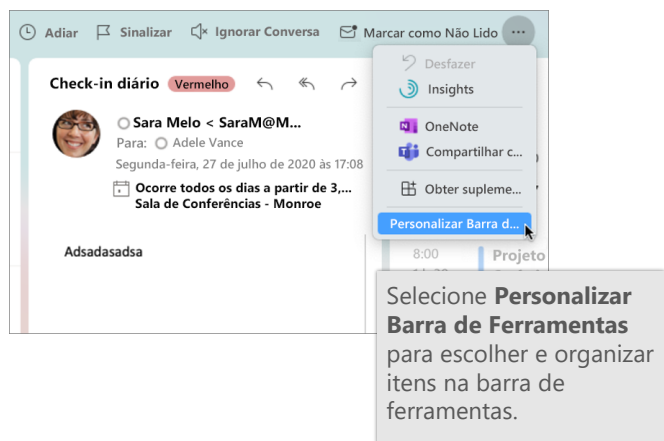 Adiar Sinalizar Ignorar Conversa Marcar como Não Lido ...
Desfazer
Check-in diário Vermelho
Insights
Sara Melo < SaraM@M...
OneNote
Para: Adele Vance
Compartilhar c...
Segunda-feira, 27 de julho de 2020 às 17:08
Ocorre todos os dias a partir de 3,...
Obter supleme...
Sala de Conferências - Monroe
Personalizar Barra d...
Adsadasadsa
8:00 Projeto
Selecione Personalizar
Barra de Ferramentas
para escolher e organizar
itens na barra de
ferramentas.